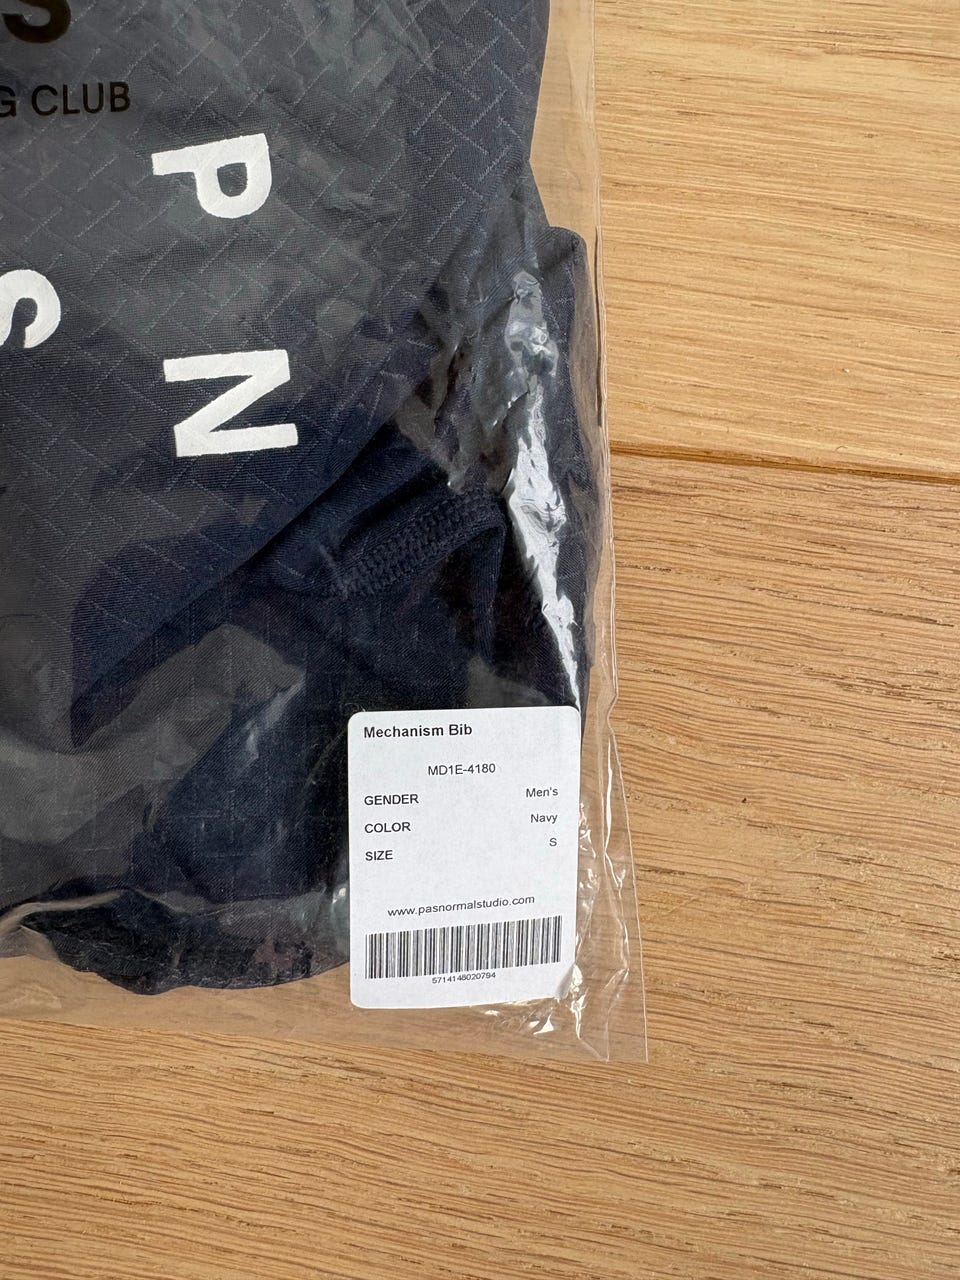 S
G CLUB
P
S
N
Mechanism Bib
MD1E-4180
GENDER Men's
COLOR Navy
SIZE S
www.pasnormalstudio.com
5714148020794